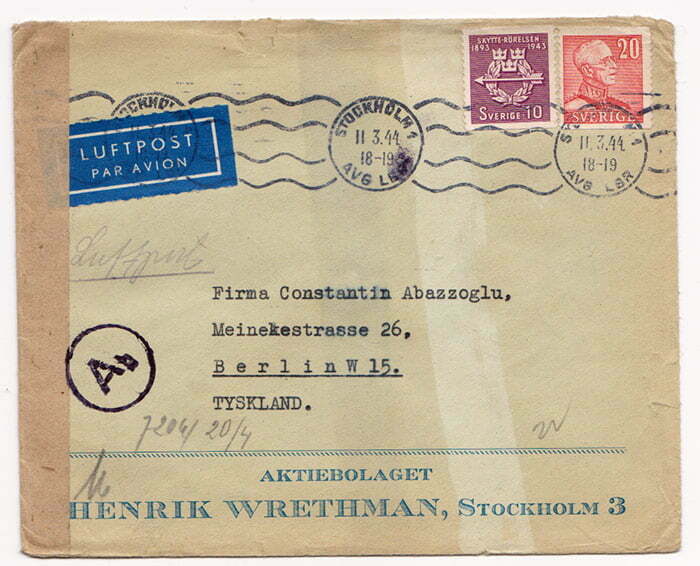 SKYTTE-RÖRELSEN
1893 1943
SVERIGE 10
20
SVERIGE
STOCKHOLM
STOCKHOLM 1
11.3.44
18-19
AVG LBR
11.3.44
18-19
AVG LBR
LUFTPOST
PAR AVION
Luftpost
Firma Constantin Abazzoglu,
Meinekestrasse 26,
Berlin W 15.
TYSKLAND.
Ab
20/4
AKTIEBOLAGET
HENRIK WRETHMAN, STOCKHOLM 3